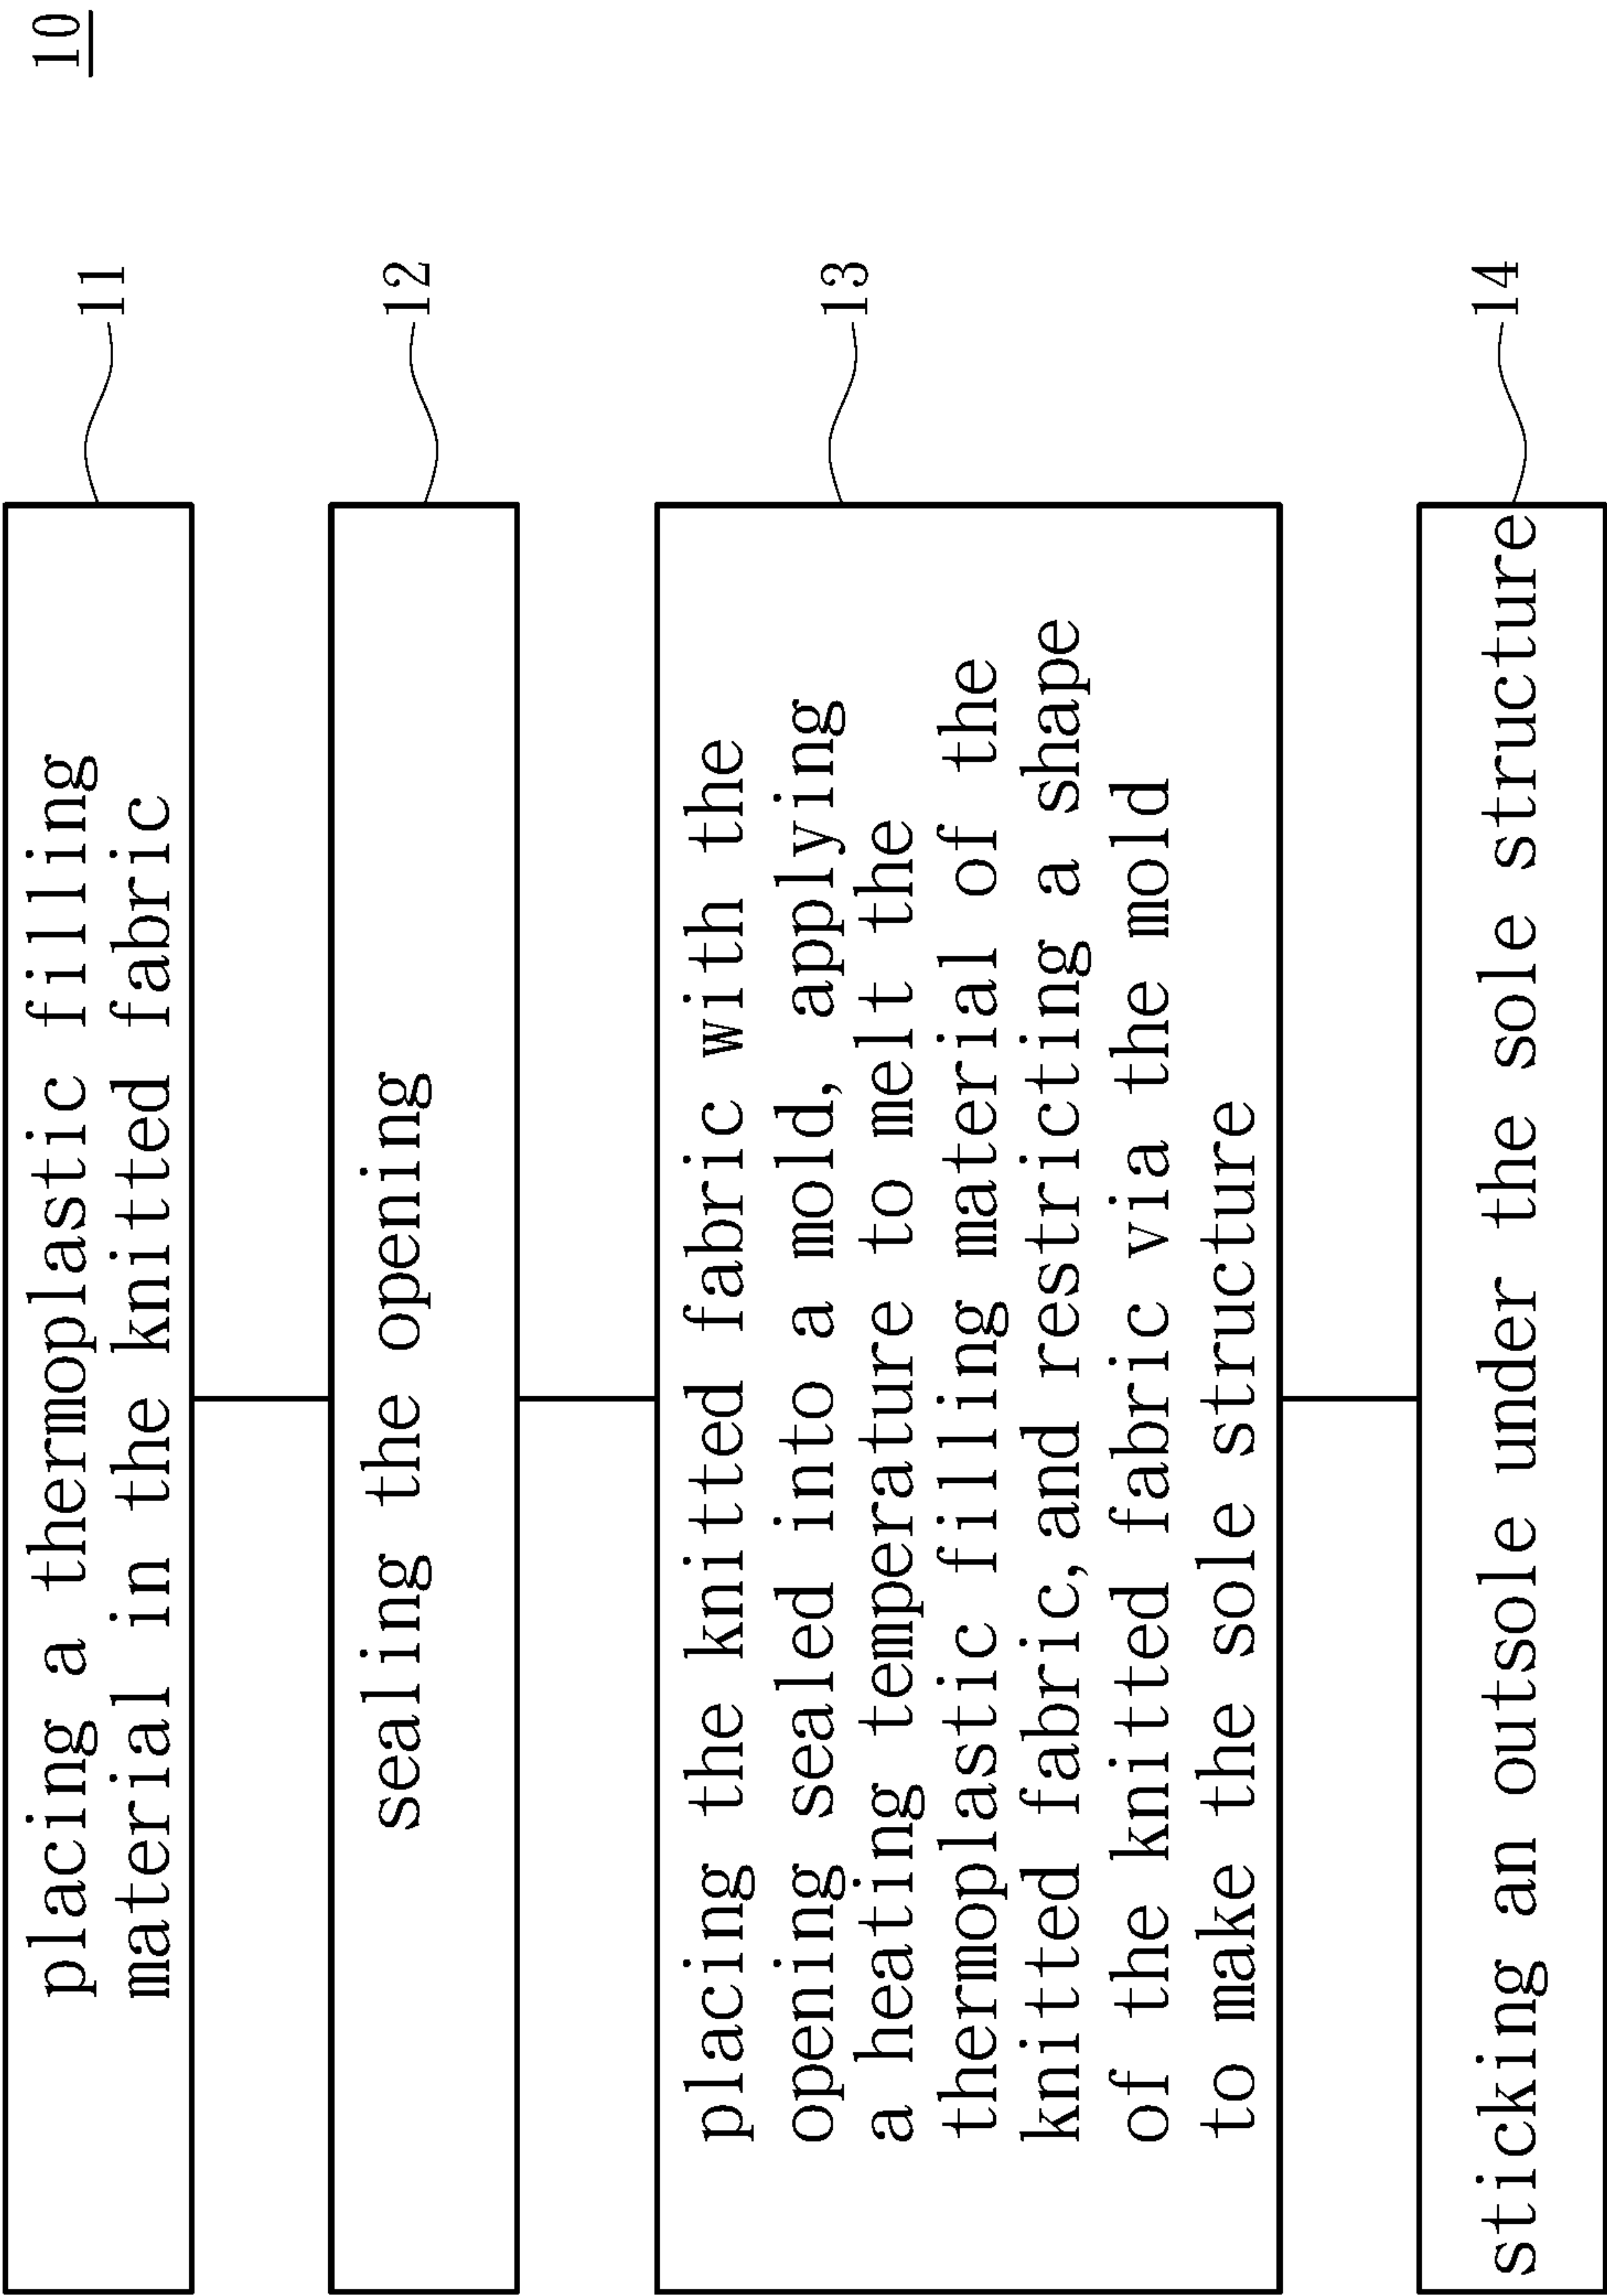 10
placing a thermoplastic filling
material in the knitted fabric
11
sealing the opening
12
placing the knitted fabric with the
opening sealed into a mold, applying
a heating temperature to melt the
thermoplastic filling material of the
knitted fabric, and restricting a shape
of the knitted fabric via the mold
to make the sole structure
13
sticking an outsole under the sole structure
14